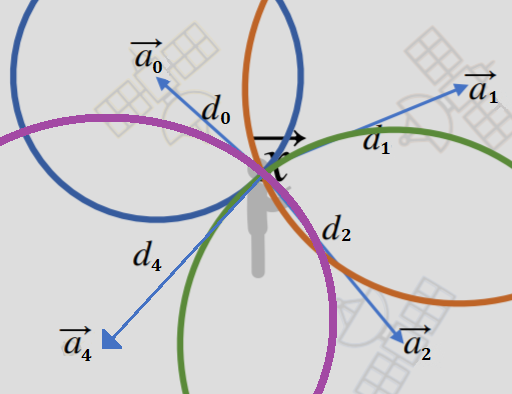 a₀
a₁
d₀
x
d₁
d₂
d₄
a₄
a₂